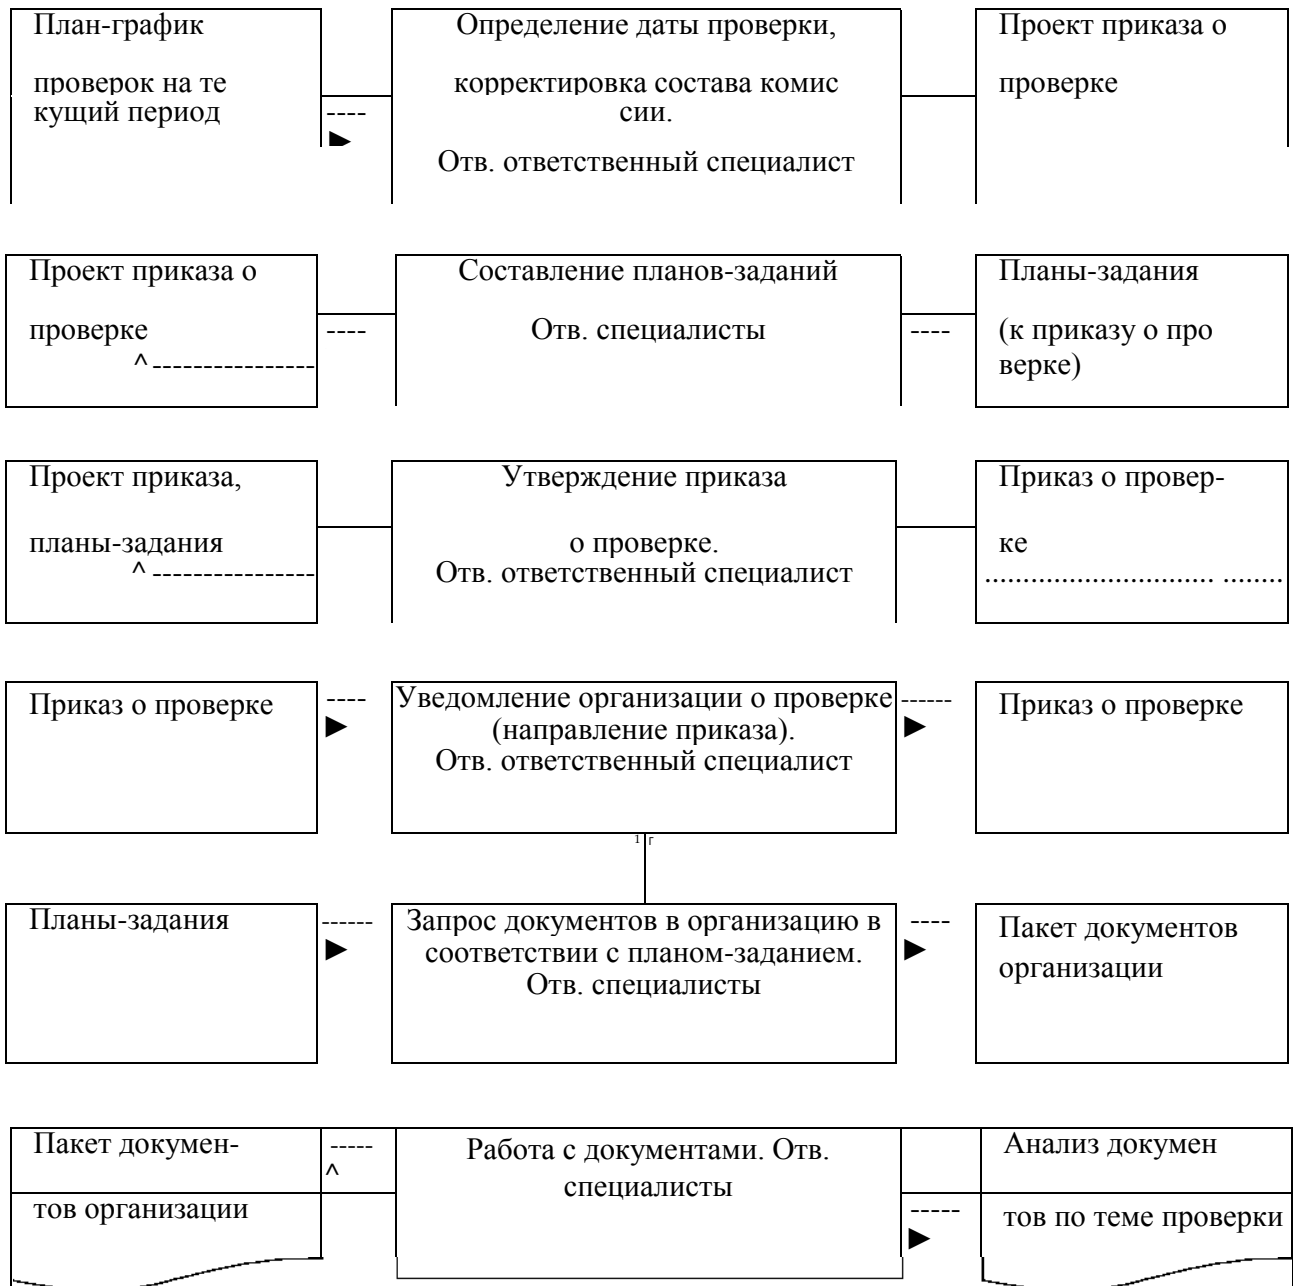 План-график
проверок на те
кущий период
----
►
Определение даты проверки,
корректировка состава комис
сии.
Отв. ответственный специалист
Проект приказа о
проверке
Проект приказа о
проверке
^ ----------------
----
Составление планов-заданий
Отв. специалисты
----
Планы-задания
(к приказу о про
верке)
Проект приказа,
планы-задания
^ ----------------
Утверждение приказа
о проверке.
Отв. ответственный специалист
Приказ о провер-
ке
.............................. ........
Приказ о проверке
----
►
Уведомление организации о проверке
(направление приказа).
Отв. ответственный специалист
------
►
Приказ о проверке
1 г
Планы-задания
------
►
Запрос документов в организацию в
соответствии с планом-заданием.
Отв. специалисты
----
►
Пакет документов
организации
Пакет докумен-
тов организации
-----
^
Работа с документами. Отв.
специалисты
-----
►
Анализ докумен
тов по теме проверки